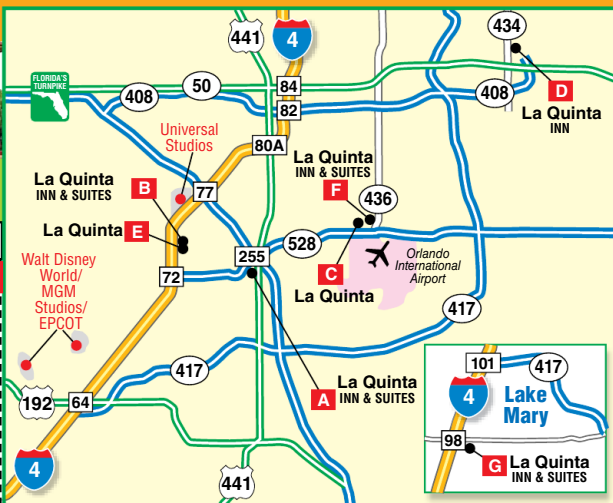 441
4
434
FLORIDA'S
TURNPIKE
408
50
84
82
408
D
La Quinta
INN
80A
Universal
Studios
La Quinta
INN & SUITES
B
77
La Quinta
INN & SUITES
F
436
La Quinta E
528
255
C
La Quinta
Orlando
International
Airport
Walt Disney
World/
MGM
Studios/
EPCOT
72
417
417
192
64
A
La Quinta
INN & SUITES
4
441
101
417
4
Lake
Mary
98
G
La Quinta
INN & SUITES